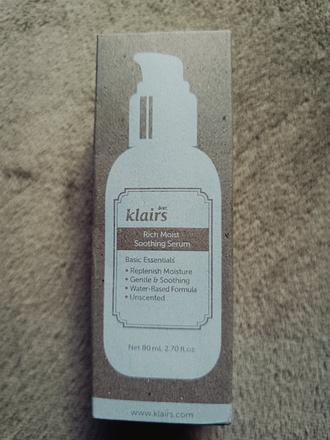 dear,
klairs
Rich Moist
Soothing Serum
Basic Essentials
• Replenish Moisture
• Gentle & Soothing
• Water-Based Formula
• Unscented
Net 80 mL 2.70 fl.oz.
www.klairs.com